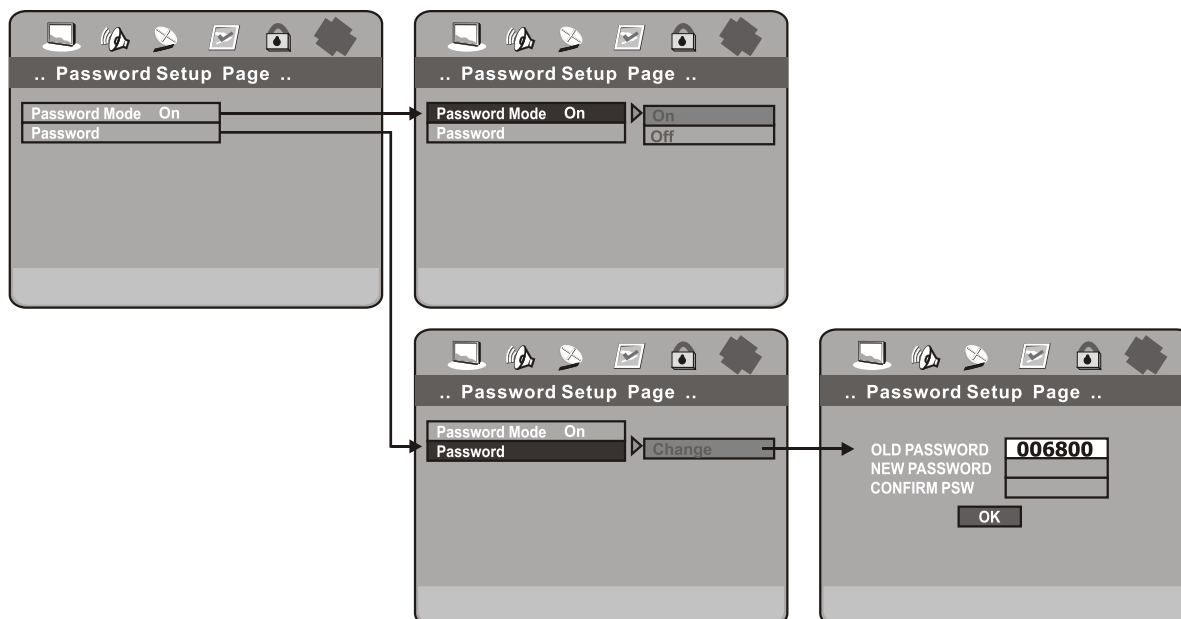 .. Password Setup Page ..
Password Mode On
Password
.. Password Setup Page ..
Password Mode On
Password
On
Off
.. Password Setup Page ..
Password Mode On
Password
Change
.. Password Setup Page ..
OLD PASSWORD 006800
NEW PASSWORD
CONFIRM PSW
OK